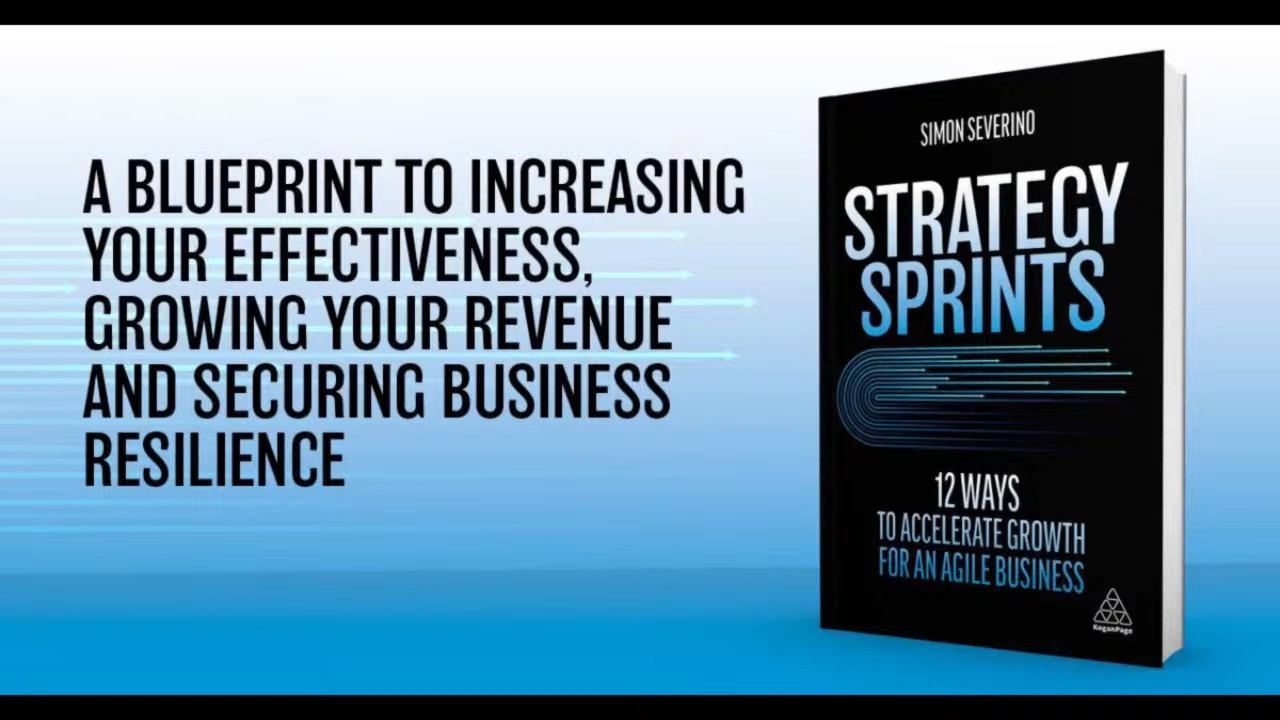 A BLUEPRINT TO INCREASING
YOUR EFFECTIVENESS,
GROWING YOUR REVENUE
AND SECURING BUSINESS
RESILIENCE
SIMON SEVERINO
STRATEGY
SPRINTS
12 WAYS
TO ACCELERATE GROWTH
FOR AN AGILE BUSINESS
KoganPage